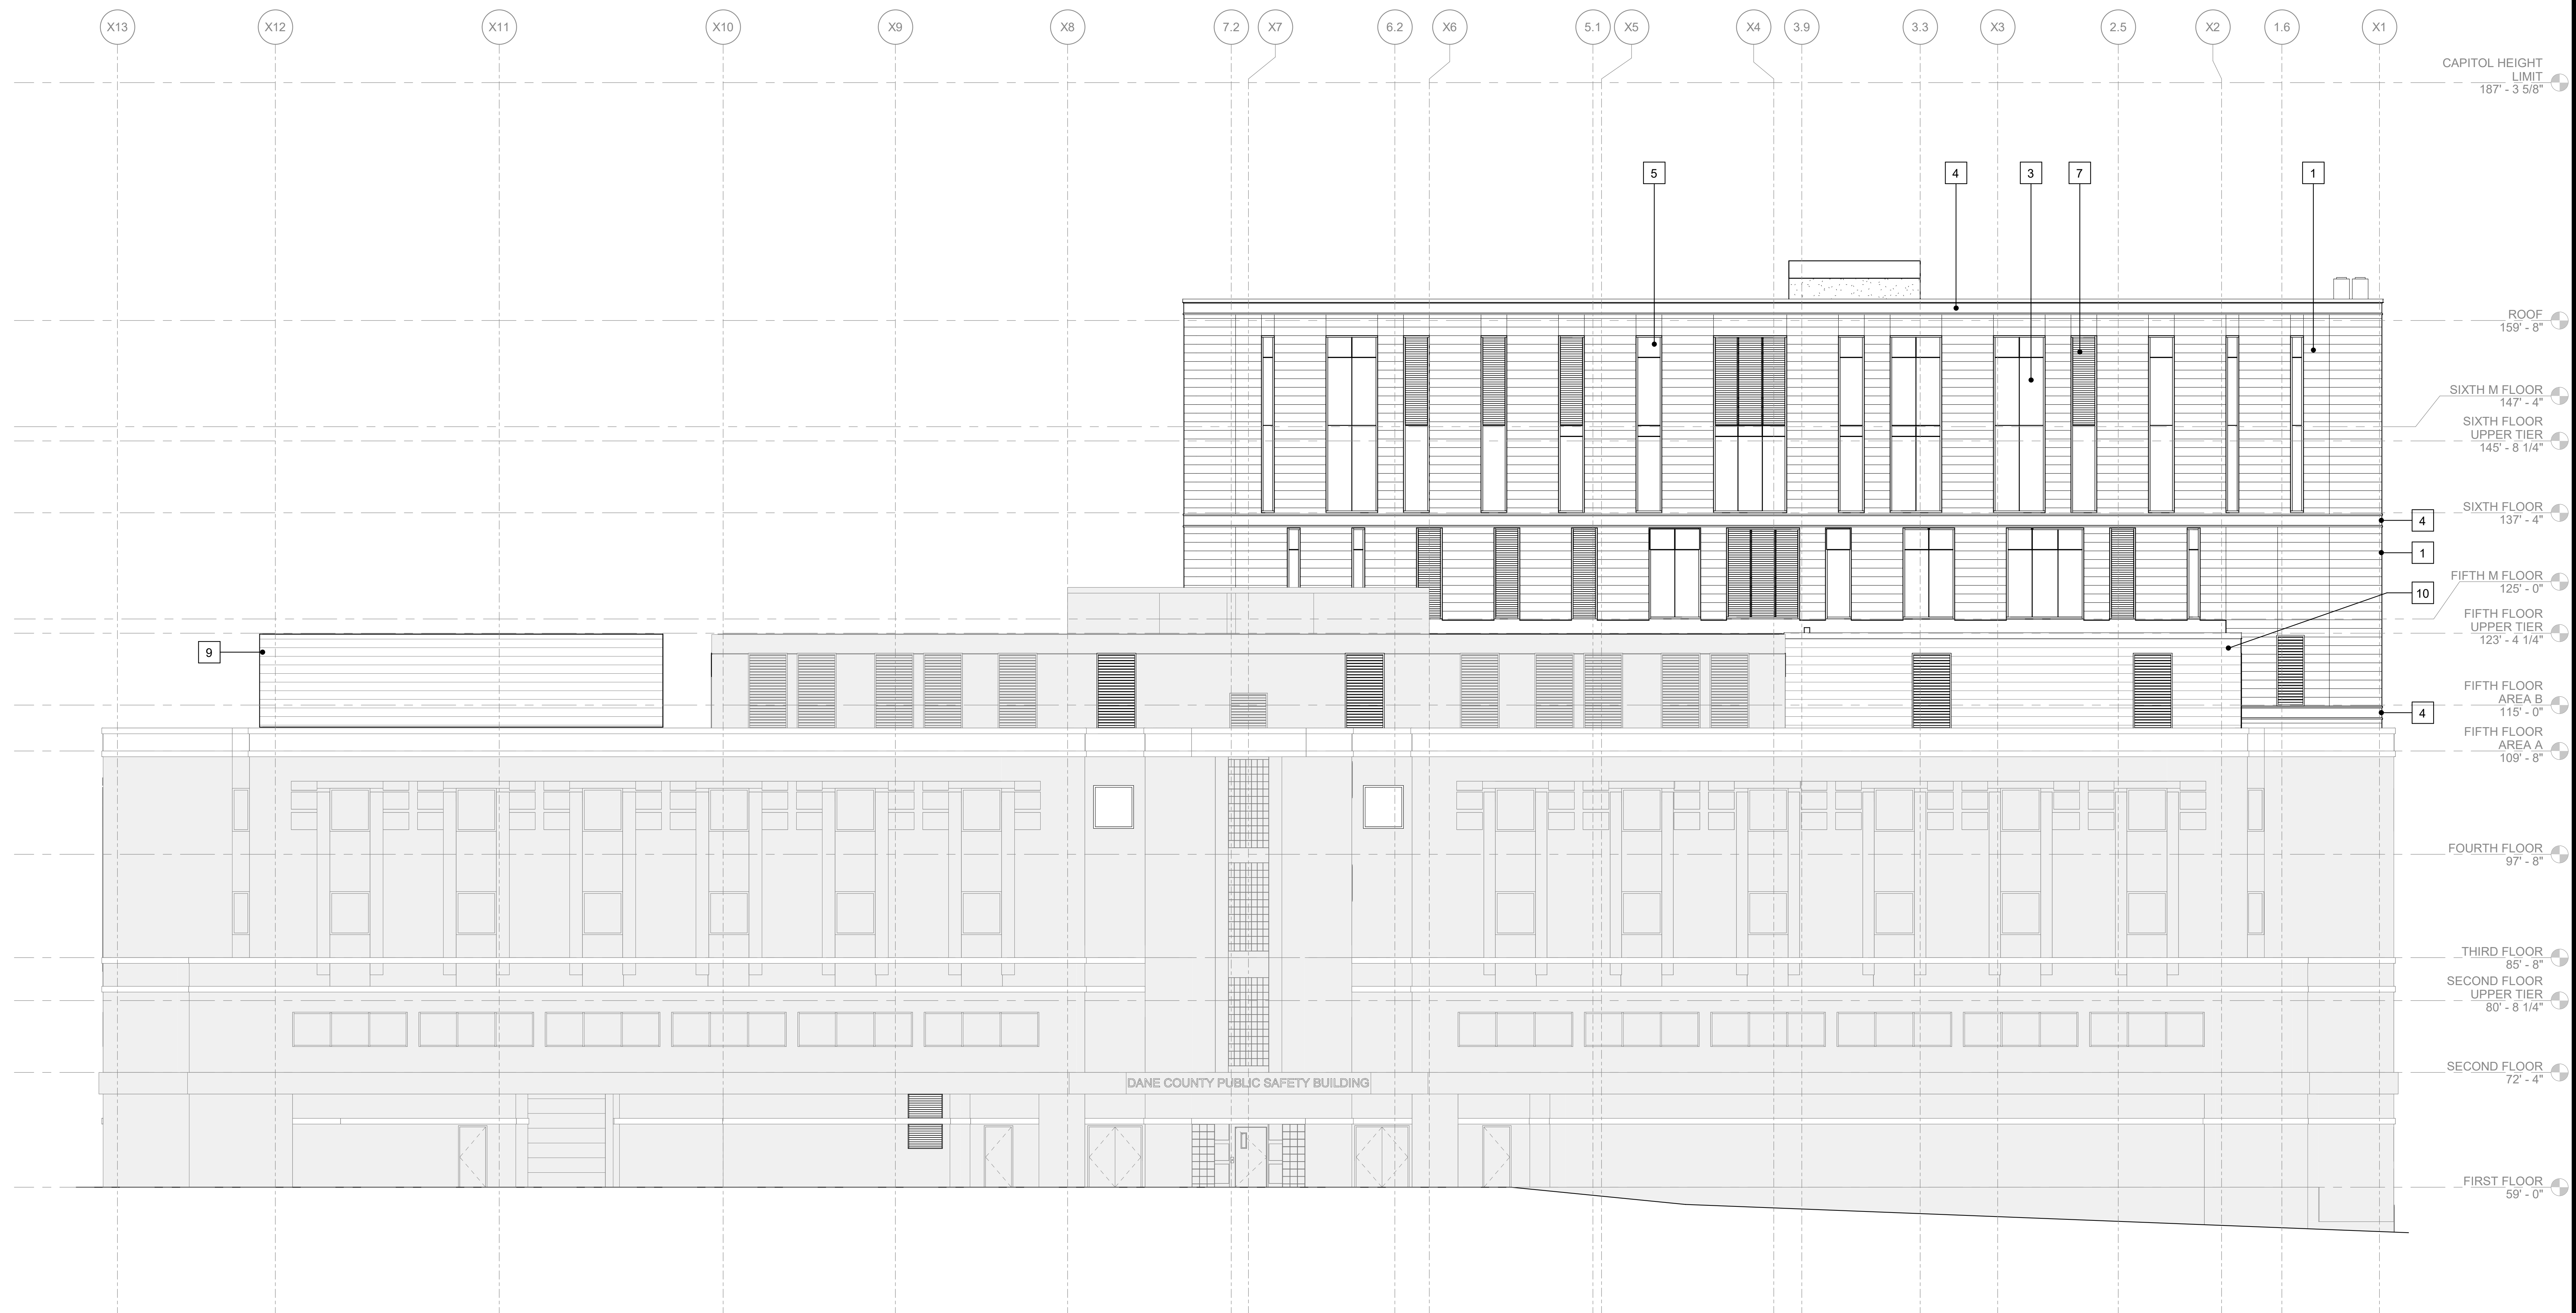 X13 X12 X11 X10 X9 X8 7.2 X7 6.2 X6 5.1 X5 X4 3.9 3.3 X3 2.5 X2 1.6 X1
CAPITOL HEIGHT
LIMIT
187' - 3 5/8"
5 4 3 7 1
ROOF
159' - 8"
SIXTH M FLOOR
147' - 4"
SIXTH FLOOR
UPPER TIER
145' - 8 1/4"
SIXTH FLOOR
137' - 4"
4
1
FIFTH M FLOOR
125' - 0"
10
FIFTH FLOOR
UPPER TIER
123' - 4 1/4"
9
FIFTH FLOOR
AREA B
115' - 0"
4
FIFTH FLOOR
AREA A
109' - 8"
FOURTH FLOOR
97' - 8"
THIRD FLOOR
85' - 8"
SECOND FLOOR
UPPER TIER
80' - 8 1/4"
SECOND FLOOR
72' - 4"
DANE COUNTY PUBLIC SAFETY BUILDING
FIRST FLOOR
59' - 0"